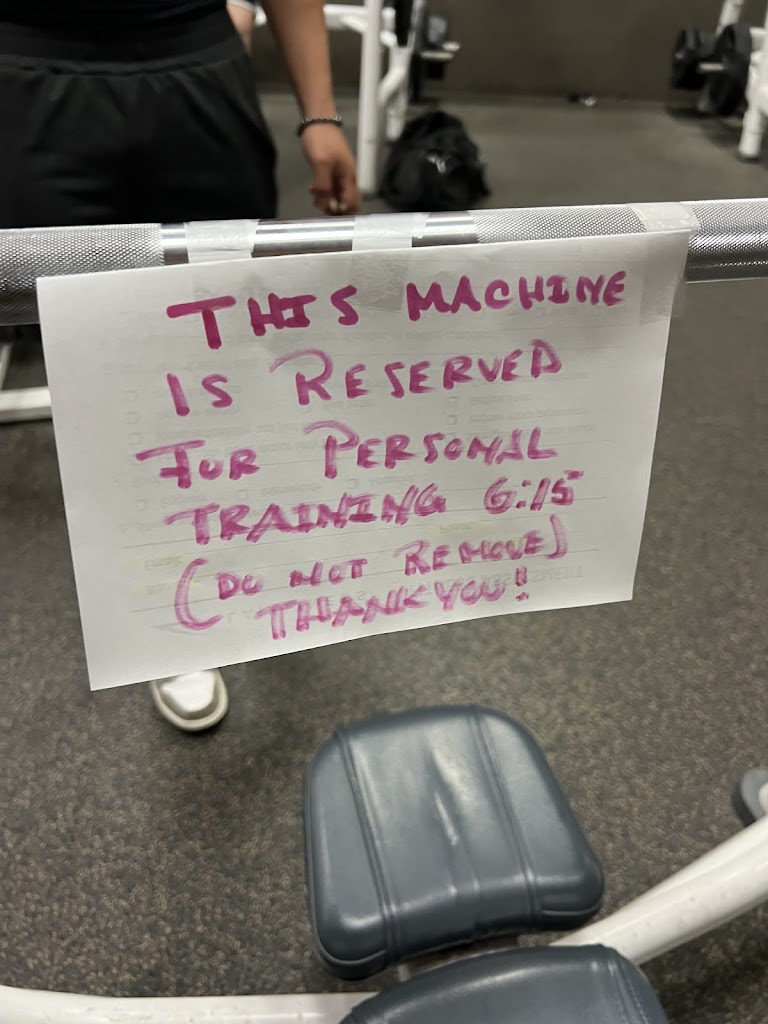 THIS MACHINE
IS RESERVED
FOR PERSONAL
TRAINING 6:15
(DO NOT REMOVE)
THANK YOU!